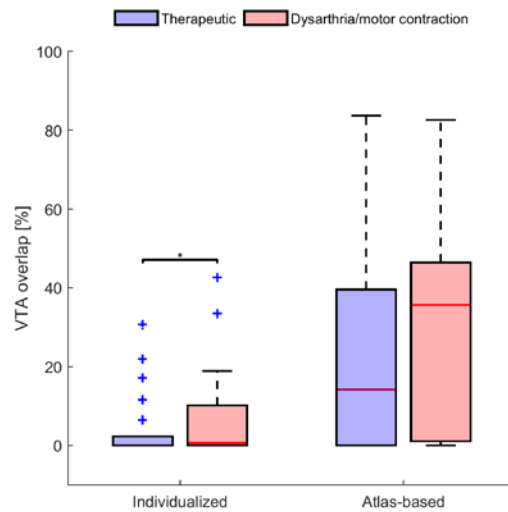 Therapeutic Dysarthria/motor contraction
100
80
60
40
20
0
VTA overlap [%]
*
Individualized Atlas-based